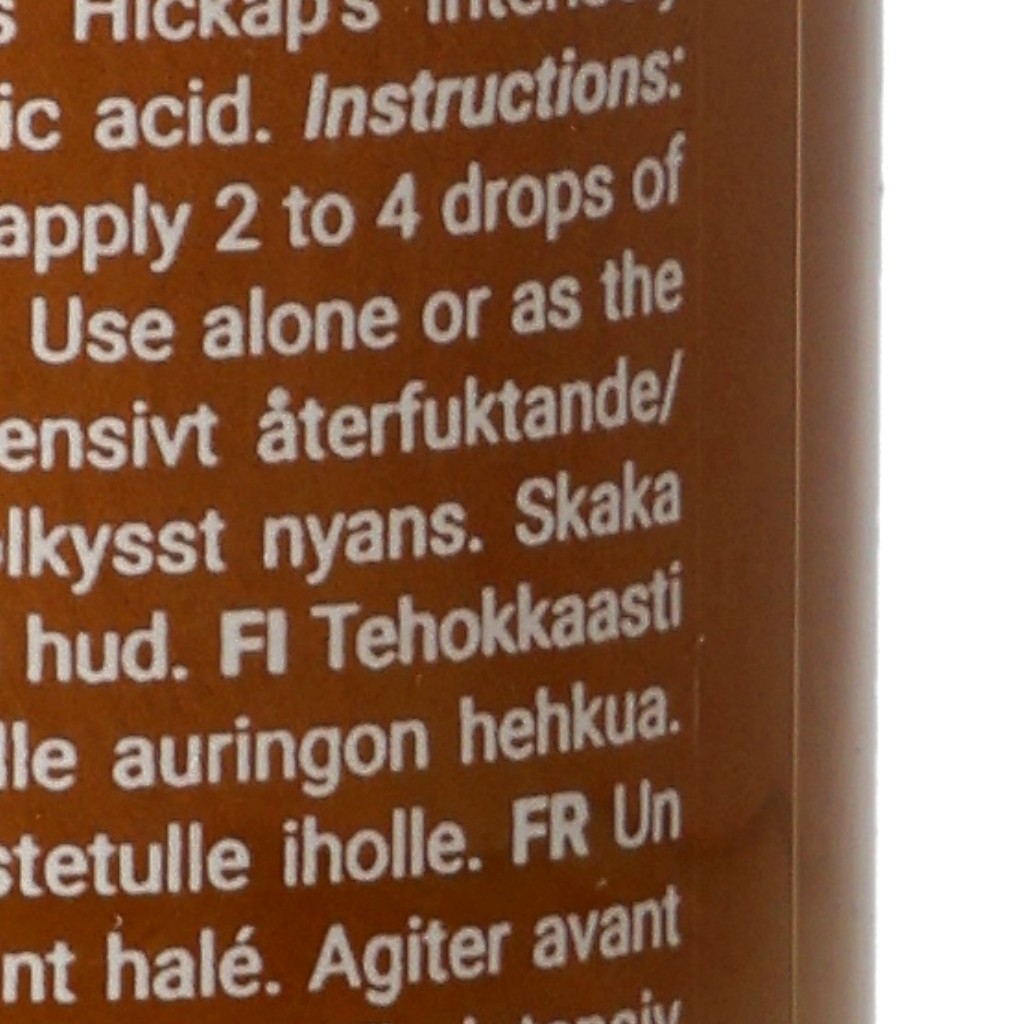 Hickap's intense,
ic acid. Instructions:
apply 2 to 4 drops of
Use alone or as the
ensivt återfuktande/
lkysst nyans. Skaka
hud. FI Tehokkaasti
lle auringon hehkua.
stetulle iholle. FR Un
nt halé. Agiter avant